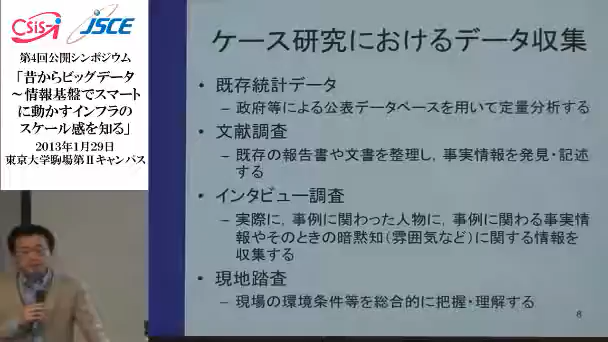 CSiS-i JSCE
第4回公開シンポジウム
「昔からビッグデータ
～情報基盤でスマート
に動かすインフラの
スケール感を知る」
2013年1月29日
東京大学駒場第Ⅱキャンパス
ケース研究におけるデータ収集
• 既存統計データ
– 政府等による公表データベースを用いて定量分析する
• 文献調査
– 既存の報告書や文書を整理し，事実情報を発見・記述
する
• インタビュー調査
– 実際に，事例に関わった人物に，事例に関わる事実情
報やそのときの暗黙知（雰囲気など）に関する情報を
収集する
• 現地踏査
– 現場の環境条件等を総合的に把握・理解する
8